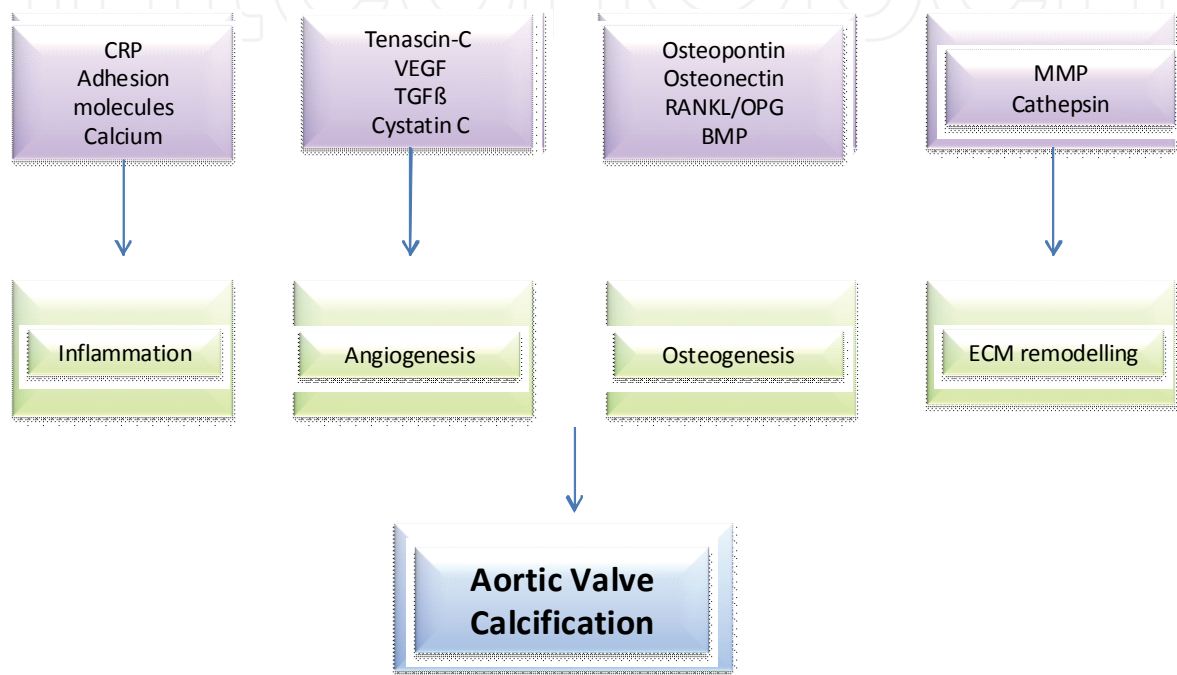 CRP
Adhesion
molecules
Calcium
Tenascin-C
VEGF
TGFß
Cystatin C
Osteopontin
Osteonectin
RANKL/OPG
BMP
MMP
Cathepsin
Inflammation
Angiogenesis
Osteogenesis
ECM remodelling
Aortic Valve
Calcification